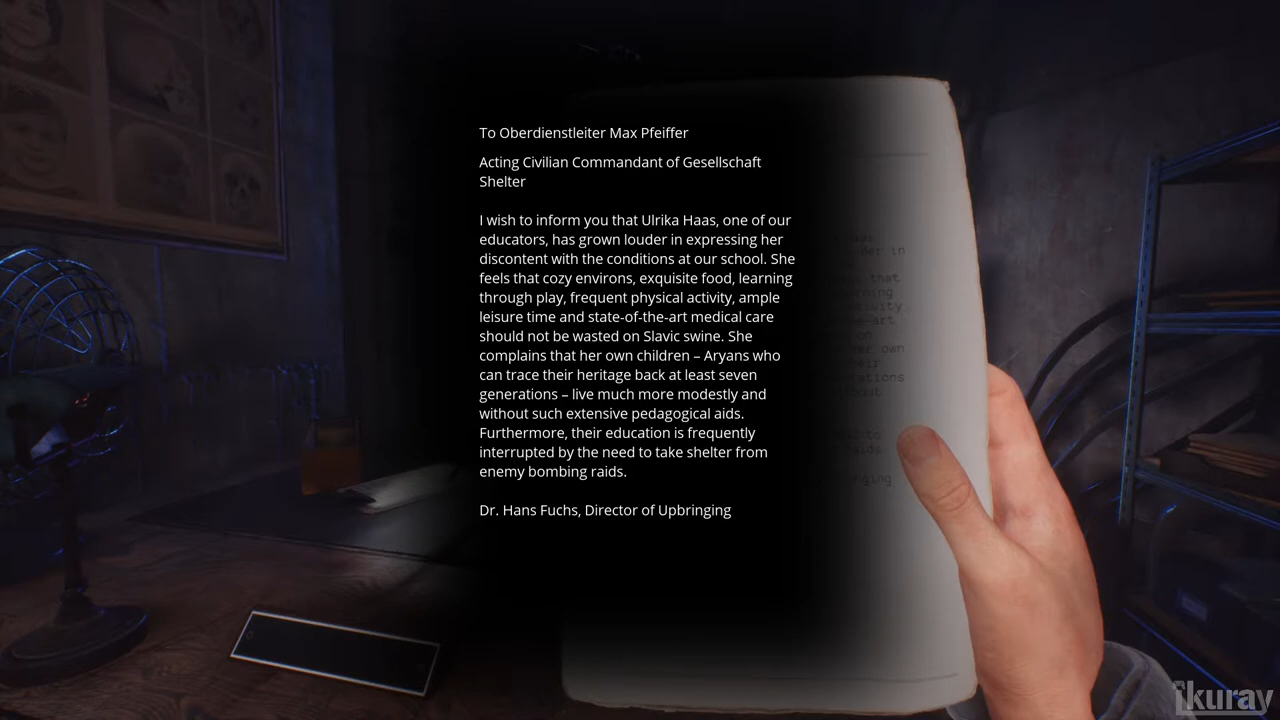 To Oberdienstleiter Max Pfeiffer
Acting Civilian Commandant of Gesellschaft
Shelter
I wish to inform you that Ulrika Haas, one of our
educators, has grown louder in expressing her
discontent with the conditions at our school. She
feels that cozy environs, exquisite food, learning
through play, frequent physical activity, ample
leisure time and state-of-the-art medical care
should not be wasted on Slavic swine. She
complains that her own children – Aryans who
can trace their heritage back at least seven
generations – live much more modestly and
without such extensive pedagogical aids.
Furthermore, their education is frequently
interrupted by the need to take shelter from
enemy bombing raids.
Dr. Hans Fuchs, Director of Upbringing
ikuray